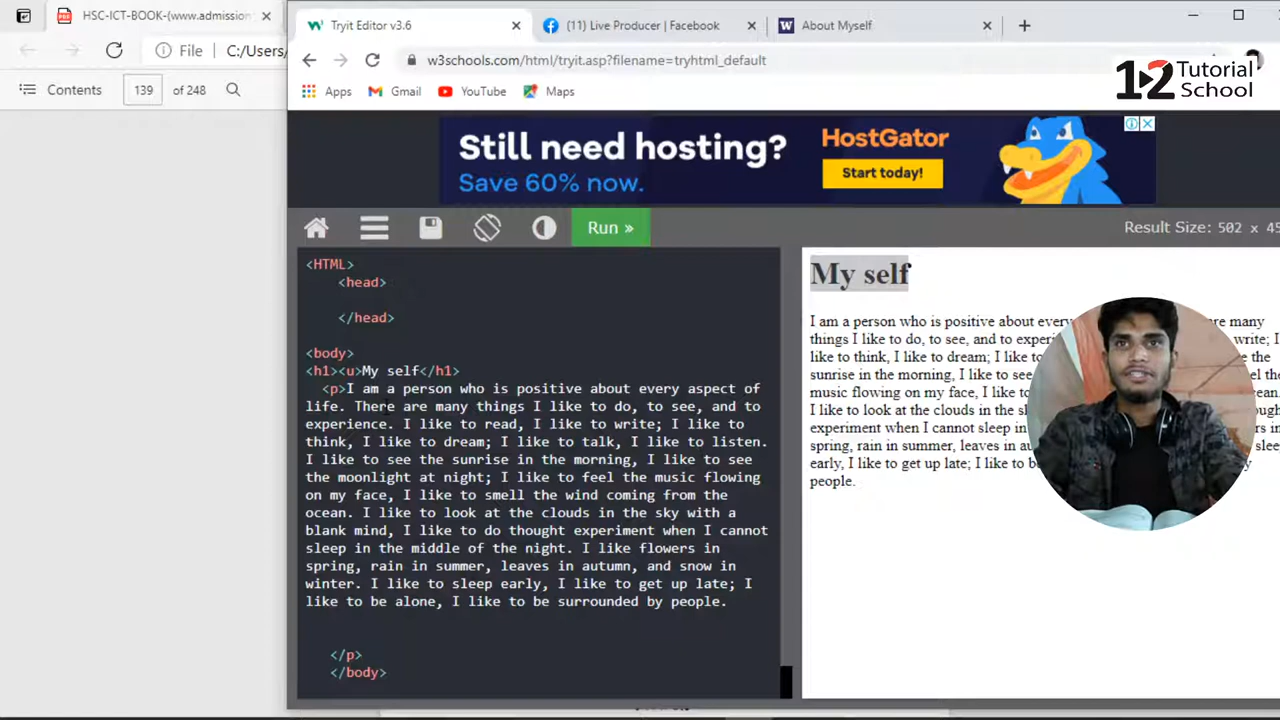 HSC-ICT-BOOK-(www.admission
Tryit Editor v3.6
(11) Live Producer | Facebook
About Myself
File
C:/Users/
w3schools.com/html/tryit.asp?filename=tryhtml_default
Contents
139
of 248
Apps
Gmail
YouTube
Maps
12 Tutorial
School
Still need hosting?
Save 60% now.
HostGator
Start today!
Run »
Result Size: 502 x 45
<HTML>
<head>
</head>
<body>
<h1><u>My self</h1>
<p>I am a person who is positive about every aspect of
life. There are many things I like to do, to see, and to
experience. I like to read, I like to write; I like to
think, I like to dream; I like to talk, I like to listen.
I like to see the sunrise in the morning, I like to see
the moonlight at night; I like to feel the music flowing
on my face, I like to smell the wind coming from the
ocean. I like to look at the clouds in the sky with a
blank mind, I like to do thought experiment when I cannot
sleep in the middle of the night. I like flowers in
spring, rain in summer, leaves in autumn, and snow in
winter. I like to sleep early, I like to get up late; I
like to be alone, I like to be surrounded by people.
</p>
</body>
My self
I am a person who is positive about every re many
things I like to do, to see, and to experi write; I
like to think, I like to dream; I like to the
sunrise in the morning, I like to see el the
music flowing on my face, I like to ean.
I like to look at the clouds in the sk ough
experiment when I cannot sleep in rs in
spring, rain in summer, leaves in au slee
early, I like to get up late; I like to be y
people.